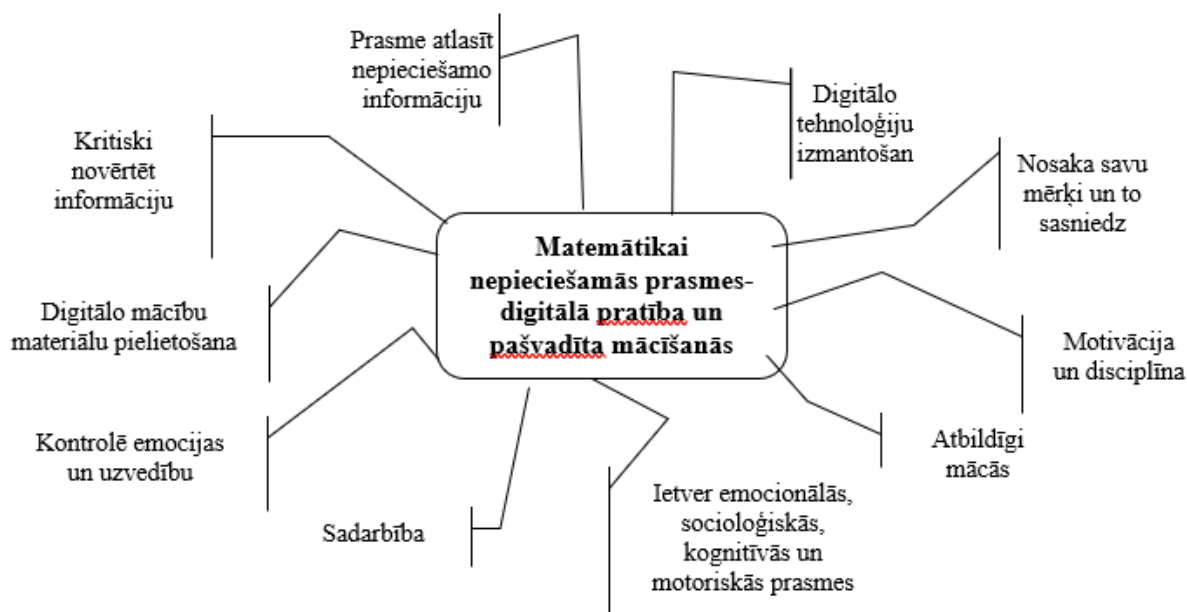 Prasme atlasīt
nepieciešamo
informāciju
Digitālo
tehnoloģiju
izmantošan
Kritiski
novērtēt
informāciju
Nosaka savu
mērķi un to
sasniedz
Matemātikai
nepieciešamās prasmes-
digitālā pratība un
pašvadīta mācīšanās
Digitālo mācību
materiālu pielietošana
Motivācija
un disciplīna
Kontrolē emocijas
un uzvedību
Atbildīgi
mācās
Sadarbība
Ietver emocionālās,
socioloģiskās,
kognitīvās un
motoriskās prasmes